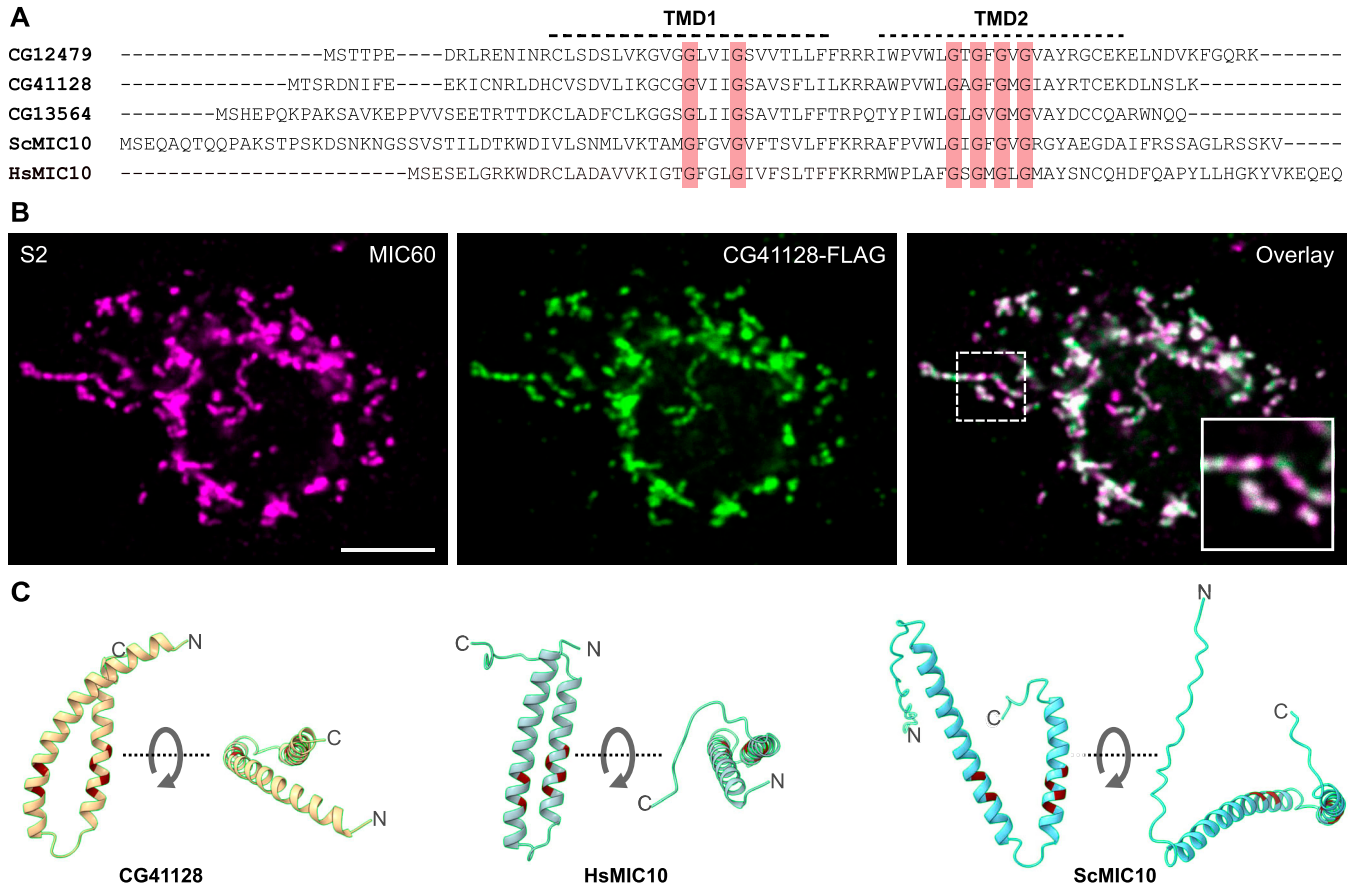 A
TMD1 TMD2
CG12479 -----------------MSTTPE----DRLRENINRCLSDSLVKGVGGLVIGSVVTLLFFRRRIWPVWLGTGFGVGVAYRGCEKELNDVKFGQRK-------
CG41128 --------------MTSRDNIFE----EKICNRLDHCVSDVLIKGCGGVIIGSAVSFLILKRRAWPVWLGAGFGMGIAYRTCEKDLNSLK------------
CG13564 --------MSHEPQKPAKSAVKEPPVVSEETRTTDKCLADFCLKGGSGLIIGSAVTLFFTRPQTYPIWLGLGVGMGVAYDCCQARWNQQ-------------
ScMIC10 MSEQAQTQQPAKSTPSKDSNKNGSSVSTILDTKWDIVLSNMLVKTAMGFGVGVFTSVLFFKRRAFPVWLGIGFGVGRGYAEGDAIFRSSAGLRSSKV-----
HsMIC10 ------------------------MSESELGRKWDRCLADAVVKIGTGFGLGIVFSLTFFKRRMWPLAFGSGMGLGMAYSNCQHDFQAPYLLHGKYVKEQEQ
B
S2 MIC60 CG41128-FLAG Overlay
C
C N C N CG41128
C N C N HsMIC10
N C N C ScMIC10